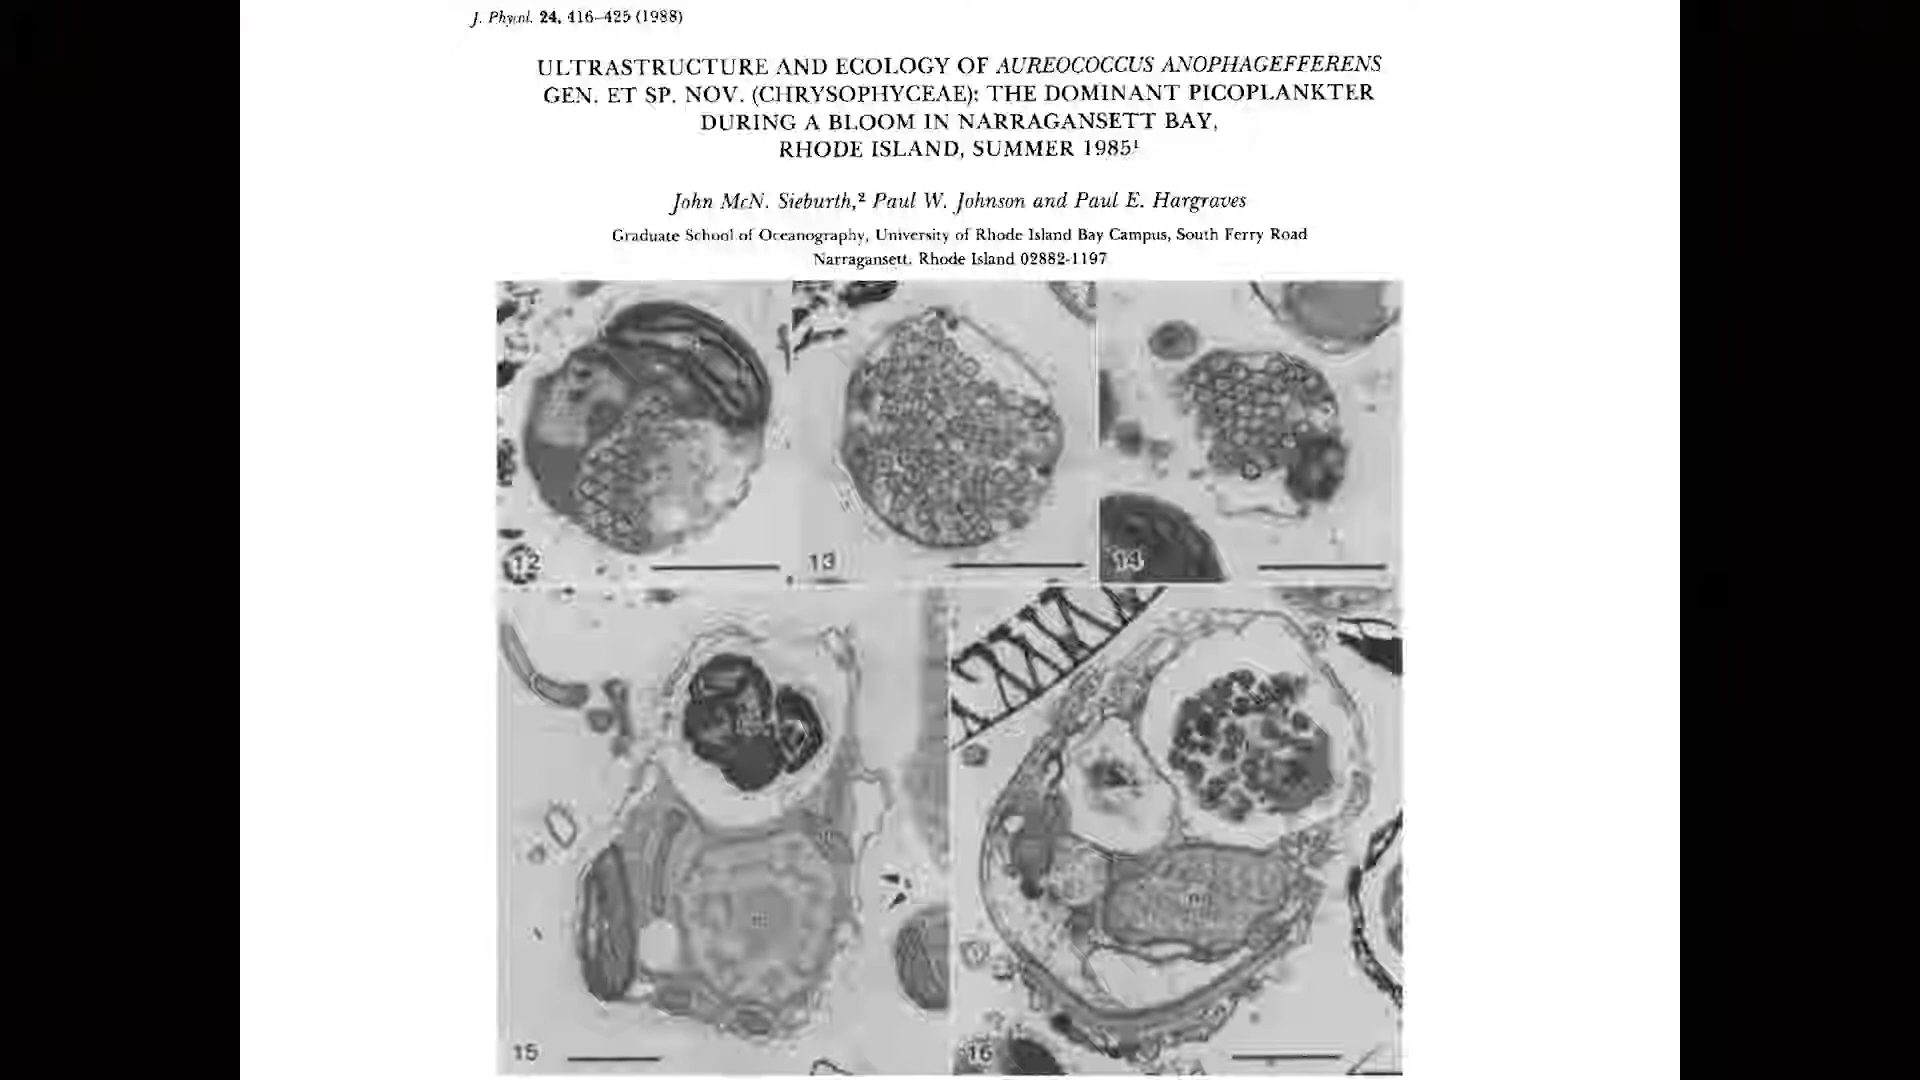 J. Phycol. 24, 416–425 (1988)
ULTRASTRUCTURE AND ECOLOGY OF AUREOCOCCUS ANOPHAGEFFERENS
GEN. ET SP. NOV. (CHRYSOPHYCEAE): THE DOMINANT PICOPLANKTER
DURING A BLOOM IN NARRAGANSETT BAY,
RHODE ISLAND, SUMMER 1985¹
John McN. Sieburth,² Paul W. Johnson and Paul E. Hargraves
Graduate School of Oceanography, University of Rhode Island Bay Campus, South Ferry Road
Narragansett, Rhode Island 02882-1197
12
13
14
15
16